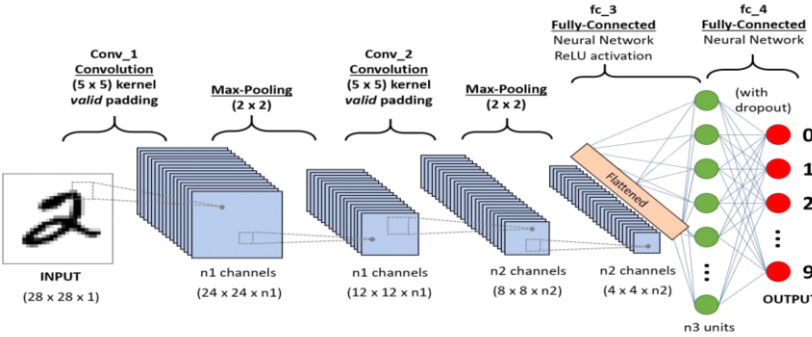 Conv_1
Convolution
(5 x 5) kernel
valid padding
Max-Pooling
(2 x 2)
Conv_2
Convolution
(5 x 5) kernel
valid padding
Max-Pooling
(2 x 2)
fc_3
Fully-Connected
Neural Network
ReLU activation
fc_4
Fully-Connected
Neural Network
(with
dropout)
2
INPUT
(28 x 28 x 1)
n1 channels
(24 x 24 x n1)
n1 channels
(12 x 12 x n1)
n2 channels
(8 x 8 x n2)
n2 channels
(4 x 4 x n2)
Flattened
n3 units
0
1
2
9
OUTPUT